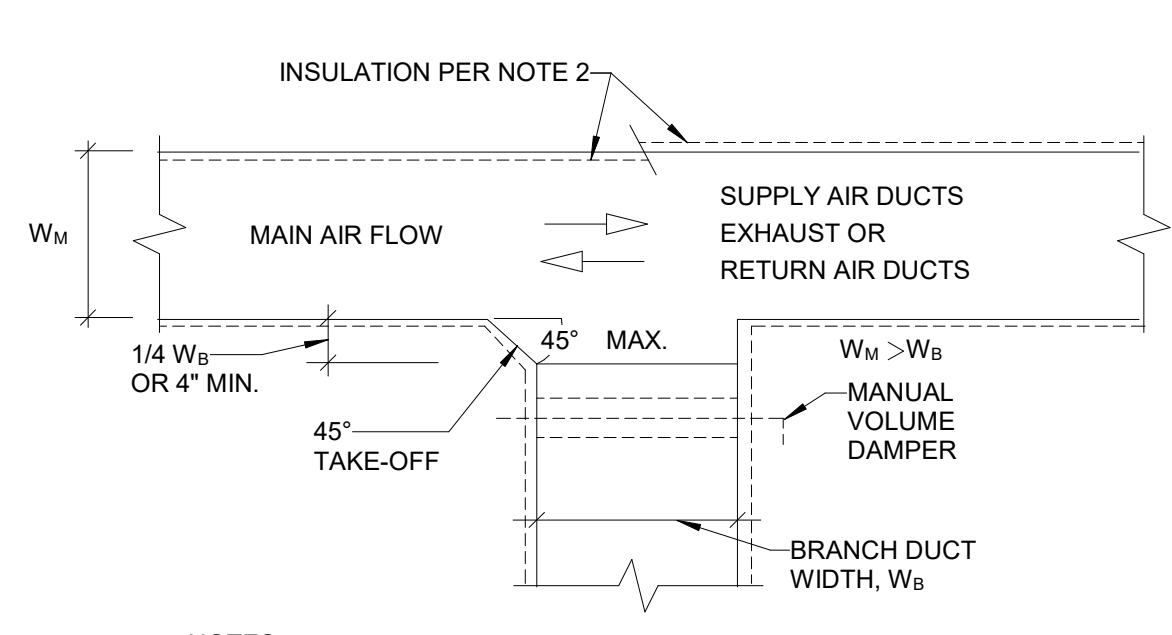 INSULATION PER NOTE 2
SUPPLY AIR DUCTS
EXHAUST OR
RETURN AIR DUCTS
WM
MAIN AIR FLOW
45° MAX.
1/4 WB
OR 4" MIN.
WM >WB
MANUAL
VOLUME
DAMPER
45°
TAKE-OFF
BRANCH DUCT
WIDTH, WB